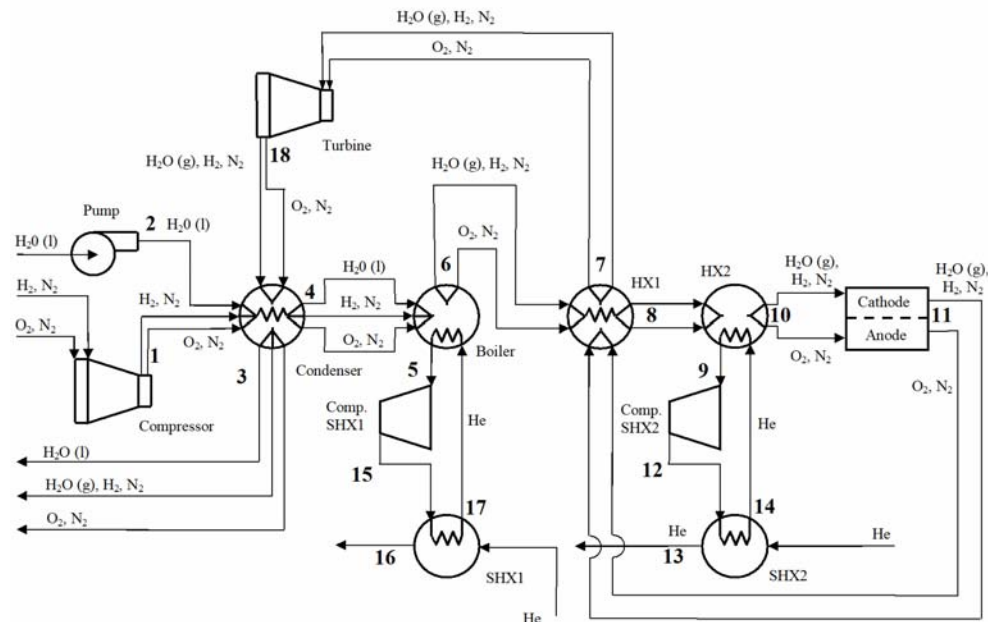 H₂O (g), H₂, N₂
O₂, N₂
Turbine
18
H₂O (g), H₂, N₂
H₂O (g), H₂, N₂
O₂, N₂
Pump
2
H₂0 (l)
H₂0 (l)
O₂, N₂
6
7
HX1
HX2
H₂O (g),
H₂, N₂
H₂O (g),
H₂, N₂
H₂, N₂
H₂, N₂
4
H₂0 (l)
H₂, N₂
8
10
Cathode
11
Anode
O₂, N₂
1
O₂, N₂
O₂, N₂
Boiler
O₂, N₂
3
Condenser
5
9
O₂, N₂
Compressor
Comp.
SHX1
He
Comp.
SHX2
He
H₂O (l)
15
12
H₂O (g), H₂, N₂
17
14
O₂, N₂
16
SHX1
He
13
He
SHX2
He